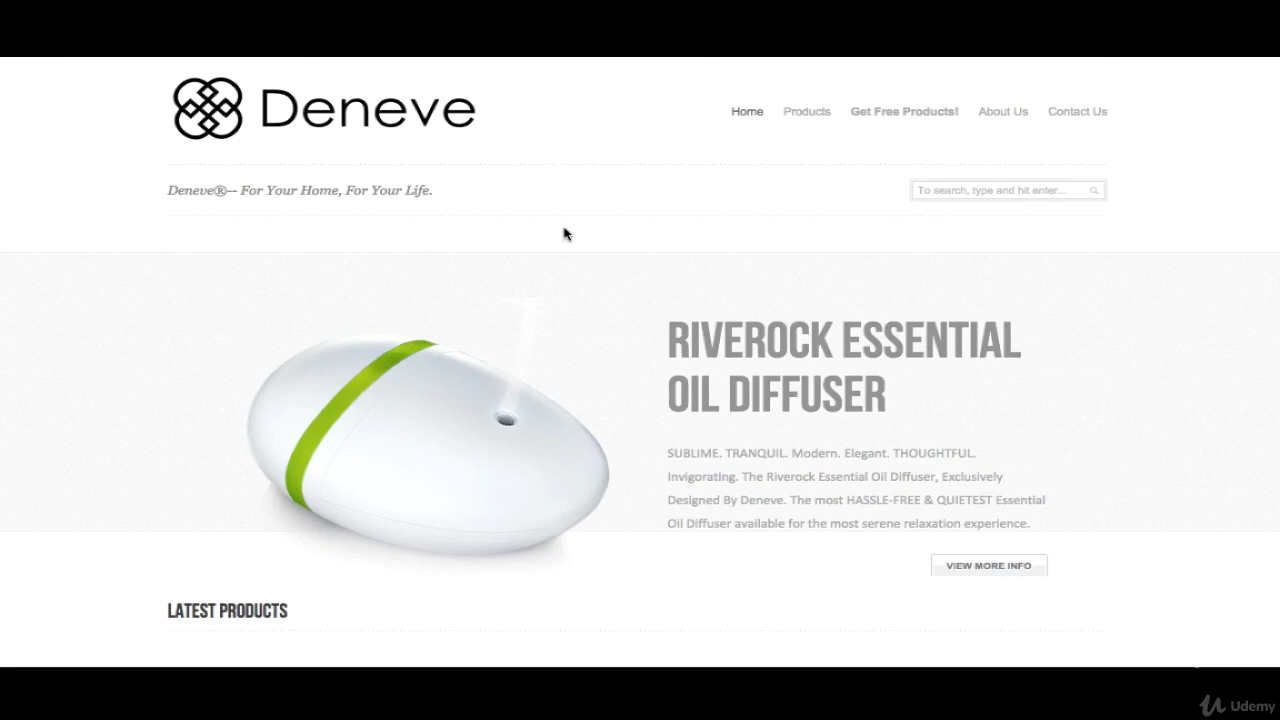 Deneve
Home Products Get Free Products! About Us Contact Us
Deneve®-- For Your Home, For Your Life.
To search, type and hit enter...
RIVEROCK ESSENTIAL
OIL DIFFUSER
SUBLIME. TRANQUIL. Modern. Elegant. THOUGHTFUL.
Invigorating. The Riverock Essential Oil Diffuser, Exclusively
Designed By Deneve. The most HASSLE-FREE & QUIETEST Essential
Oil Diffuser available for the most serene relaxation experience.
VIEW MORE INFO
LATEST PRODUCTS
Udemy